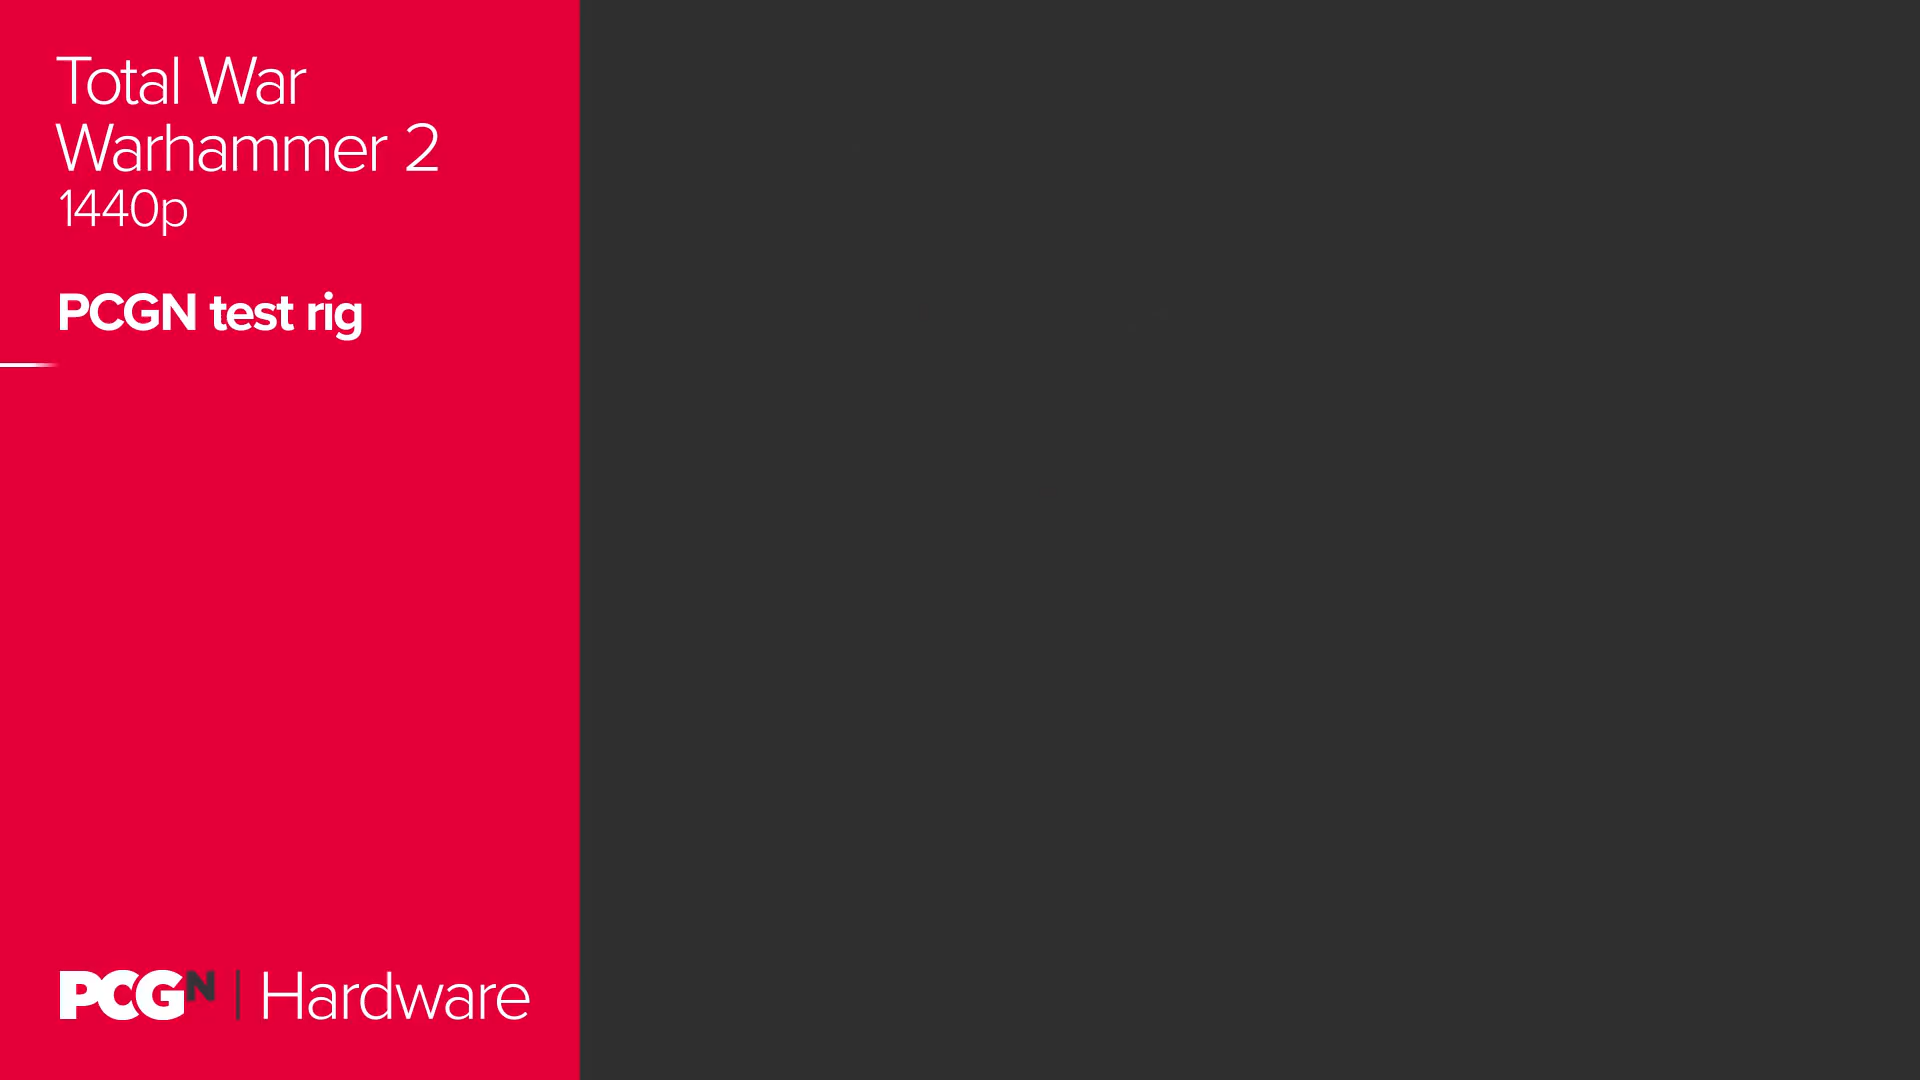 Total War
Warhammer 2
1440p
PCGN test rig
PCGN | Hardware